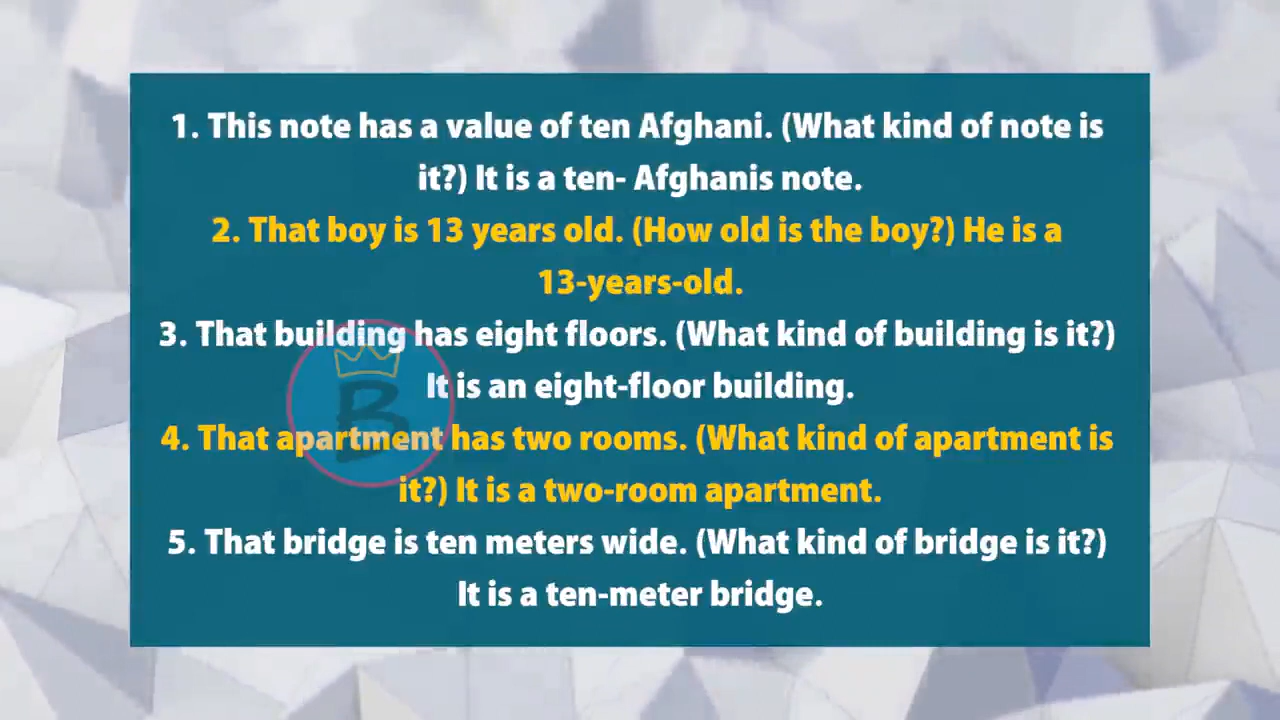 1. This note has a value of ten Afghani. (What kind of note is
it?) It is a ten- Afghanis note.
2. That boy is 13 years old. (How old is the boy?) He is a
13-years-old.
3. That building has eight floors. (What kind of building is it?)
It is an eight-floor building.
4. That apartment has two rooms. (What kind of apartment is
it?) It is a two-room apartment.
5. That bridge is ten meters wide. (What kind of bridge is it?)
It is a ten-meter bridge.
B